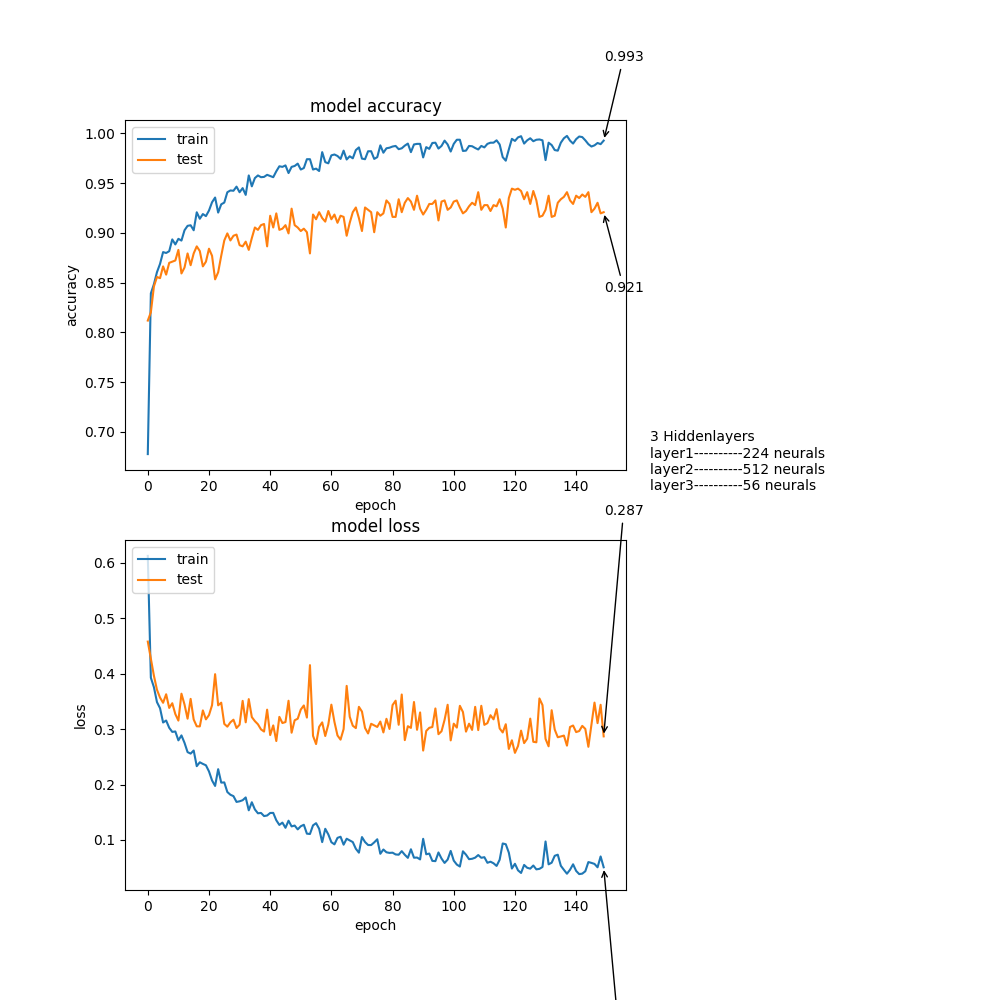 0.993
model accuracy
train
test
1.00
0.95
0.90
0.85
0.80
0.75
0.70
accuracy
0.921
0 20 40 60 80 100 120 140
epoch
3 Hiddenlayers
layer1----------224 neurals
layer2----------512 neurals
layer3----------56 neurals
0.287
model loss
train
test
0.6
0.5
0.4
0.3
0.2
0.1
loss
0 20 40 60 80 100 120 140
epoch